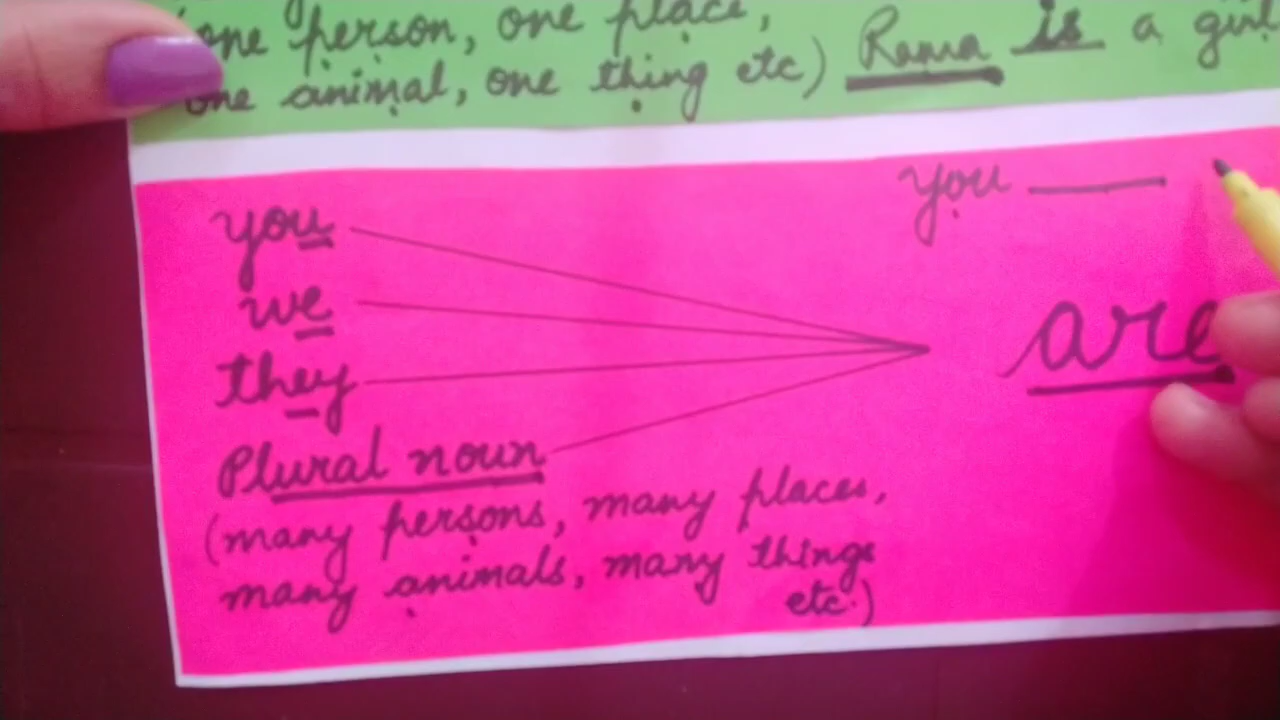 one person, one place,
one animal, one thing etc) Rama is a girl
you ____
you
we
they
are
Plural noun
(many persons, many places,
many animals, many things
etc.)